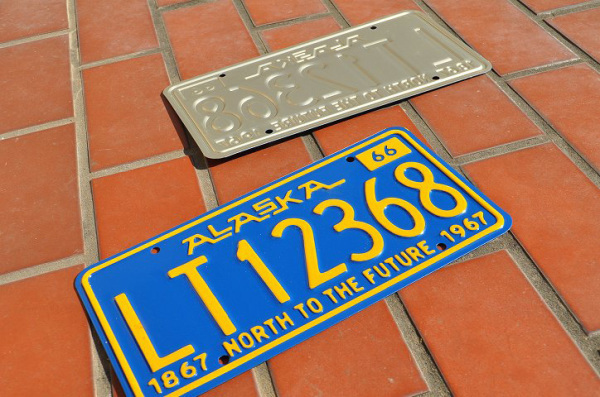 ALASKA 66
LT12368
1867 NORTH TO THE FUTURE 1967